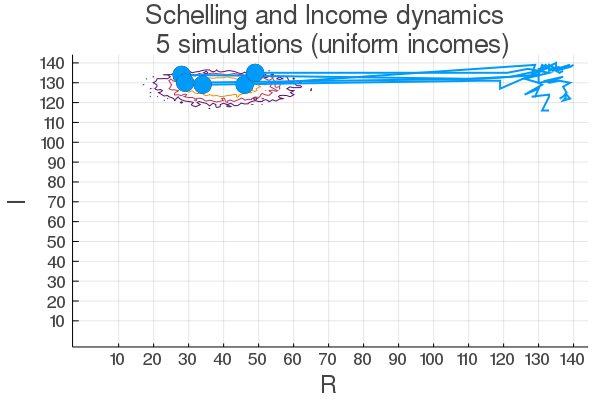 Schelling and Income dynamics
5 simulations (uniform incomes)
140
130
120
110
100
90
80
70
60
50
40
30
20
10
I
10 20 30 40 50 60 70 80 90 100 110 120 130 140
R